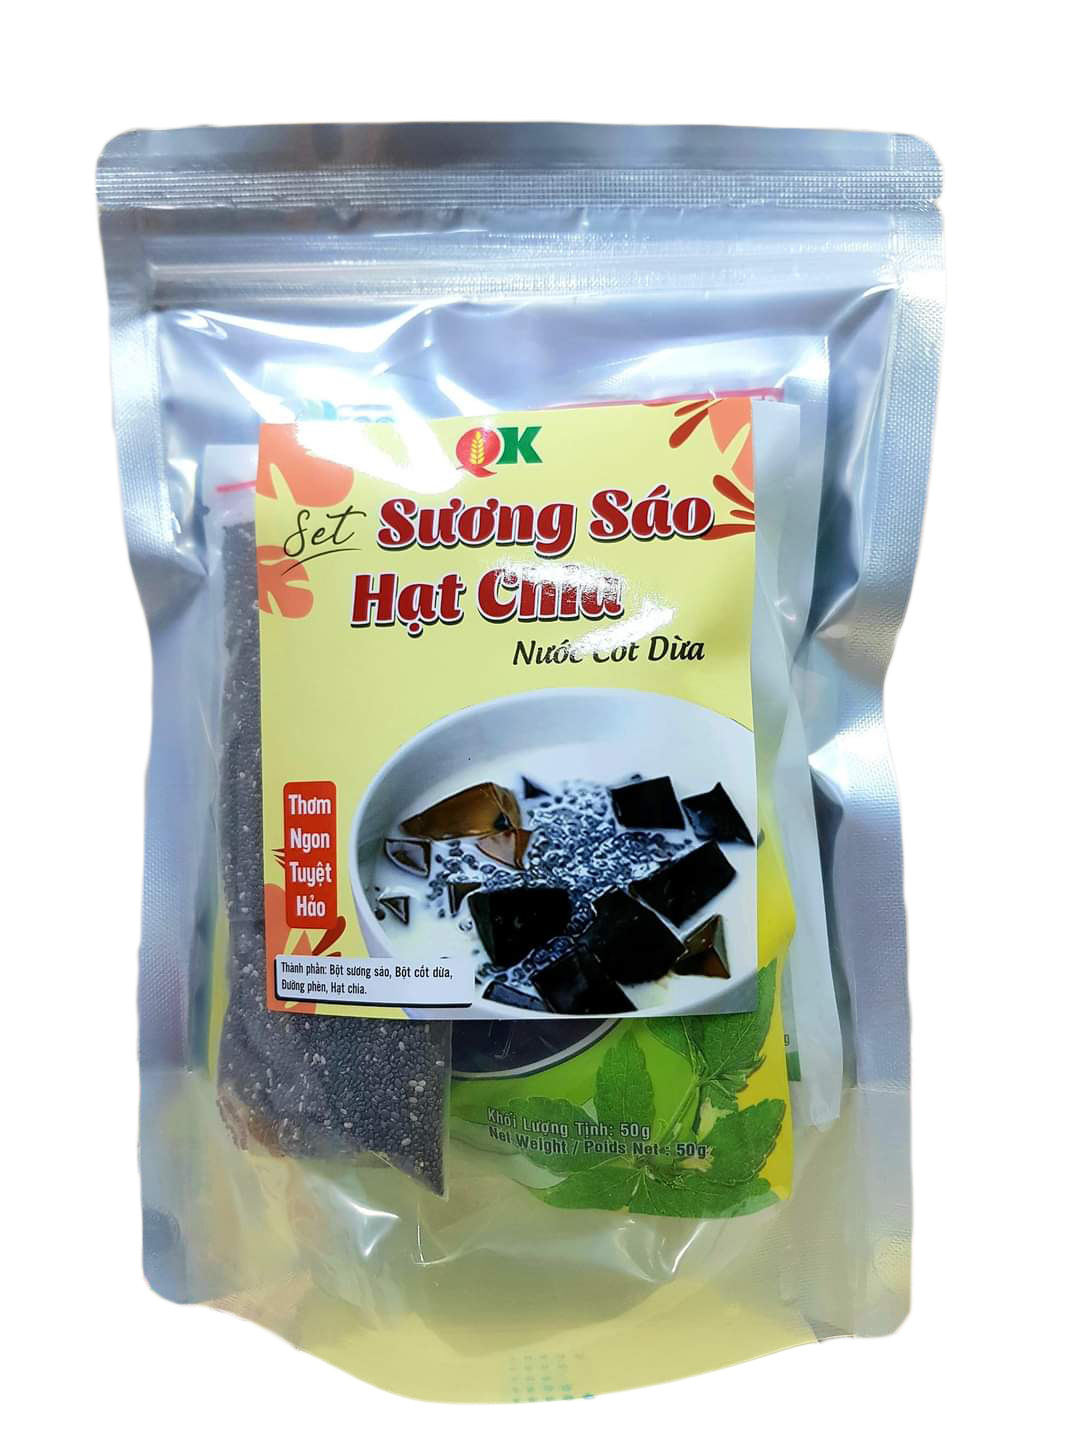 QK
Set Sương Sáo
Hạt Chia
Nước Cốt Dừa
Thơm
Ngon
Tuyệt
Hảo
Thành phần: Bột sương sáo, Bột cốt dừa,
Đường phèn, Hạt chia.
Khối Lượng Tịnh: 50g
Net Weight / Poids Net : 50g